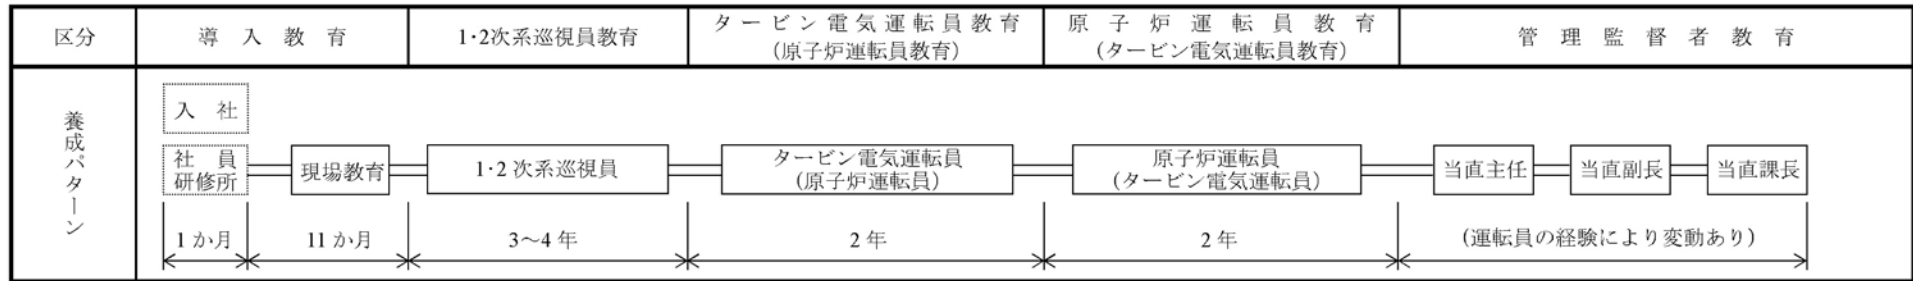 区分
導入教育
1・2次系巡視員教育
タービン電気運転員教育
(原子炉運転員教育)
原子炉運転員教育
(タービン電気運転員教育)
管理監督者教育
養成パターン
入社
社員
研修所
現場教育
1・2次系巡視員
タービン電気運転員
(原子炉運転員)
原子炉運転員
(タービン電気運転員)
当直主任
当直副長
当直課長
1か月
11か月
3〜4年
2年
2年
(運転員の経験により変動あり)